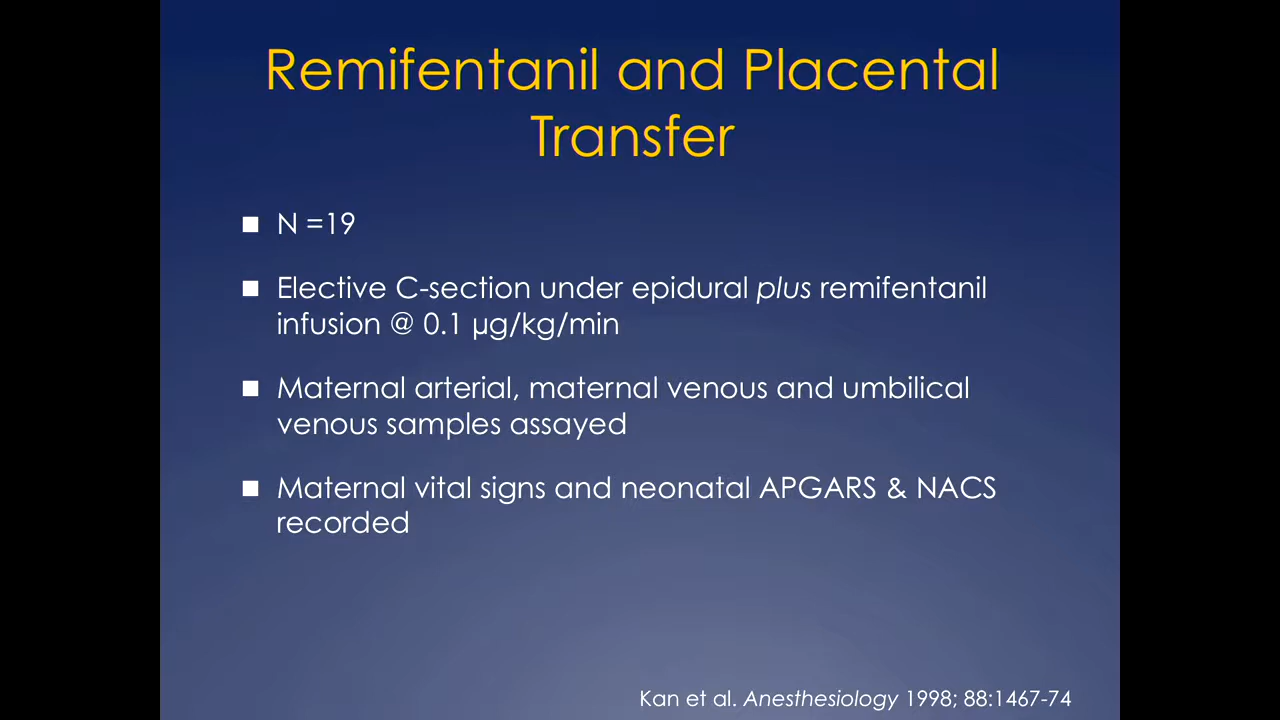 Remifentanil and Placental
Transfer
N =19
Elective C-section under epidural plus remifentanil
infusion @ 0.1 µg/kg/min
Maternal arterial, maternal venous and umbilical
venous samples assayed
Maternal vital signs and neonatal APGARS & NACS
recorded
Kan et al. Anesthesiology 1998; 88:1467-74